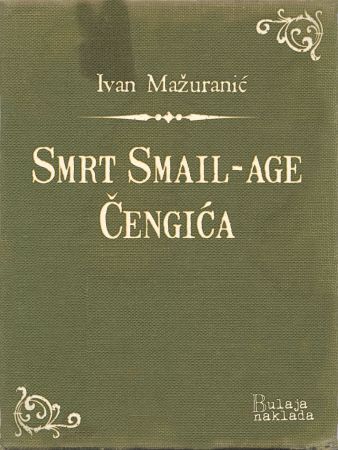 Ivan Mažuranić
Smrt Smail-age
Čengića
Bulaja
naklada